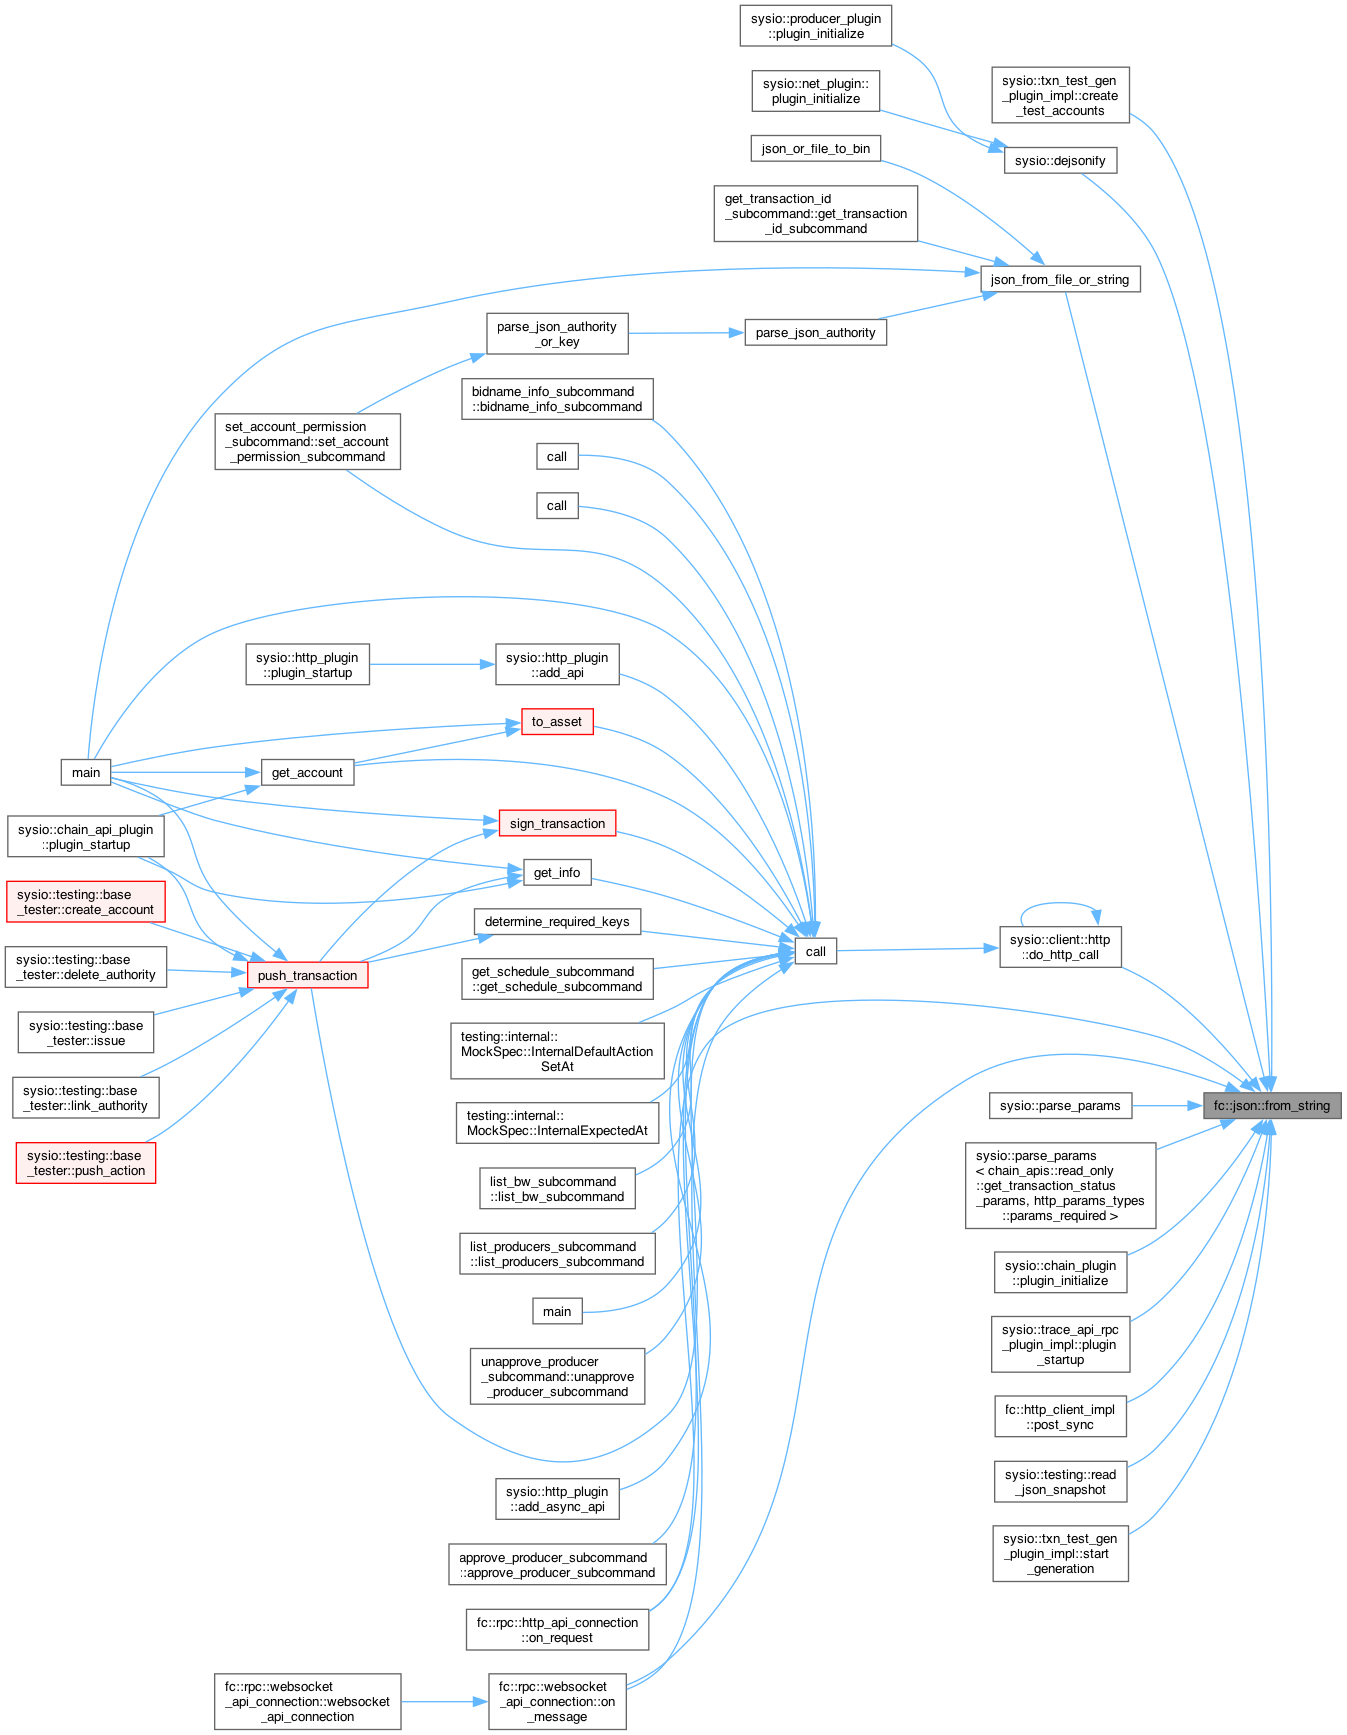 sysio::producer_plugin
::plugin_initialize
sysio::txn_test_gen
_plugin_impl::create
_test_accounts
sysio::net_plugin::
plugin_initialize
json_or_file_to_bin
sysio::dejsonify
get_transaction_id
_subcommand::get_transaction
_id_subcommand
json_from_file_or_string
parse_json_authority
_or_key
parse_json_authority
bidname_info_subcommand
::bidname_info_subcommand
set_account_permission
_subcommand::set_account
_permission_subcommand
call
call
sysio::http_plugin
::plugin_startup
sysio::http_plugin
::add_api
to_asset
main
get_account
sysio::chain_api_plugin
::plugin_startup
sign_transaction
get_info
sysio::testing::base
_tester::create_account
determine_required_keys
sysio::testing::base
_tester::delete_authority
push_transaction
get_schedule_subcommand
::get_schedule_subcommand
call
sysio::client::http
::do_http_call
sysio::testing::base
_tester::issue
testing::internal::
MockSpec::InternalDefaultAction
SetAt
sysio::testing::base
_tester::link_authority
testing::internal::
MockSpec::InternalExpectedAt
sysio::parse_params
fc::json::from_string
sysio::testing::base
_tester::push_action
list_bw_subcommand
::list_bw_subcommand
sysio::parse_params
< chain_apis::read_only
::get_transaction_status
_params, http_params_types
::params_required >
list_producers_subcommand
::list_producers_subcommand
sysio::chain_plugin
::plugin_initialize
main
sysio::trace_api_rpc
_plugin_impl::plugin
_startup
unapprove_producer
_subcommand::unapprove
_producer_subcommand
fc::http_client_impl
::post_sync
sysio::http_plugin
::add_async_api
sysio::testing::read
_json_snapshot
approve_producer_subcommand
::approve_producer_subcommand
sysio::txn_test_gen
_plugin_impl::start
_generation
fc::rpc::http_api_connection
::on_request
fc::rpc::websocket
_api_connection::websocket
_api_connection
fc::rpc::websocket
_api_connection::on
_message